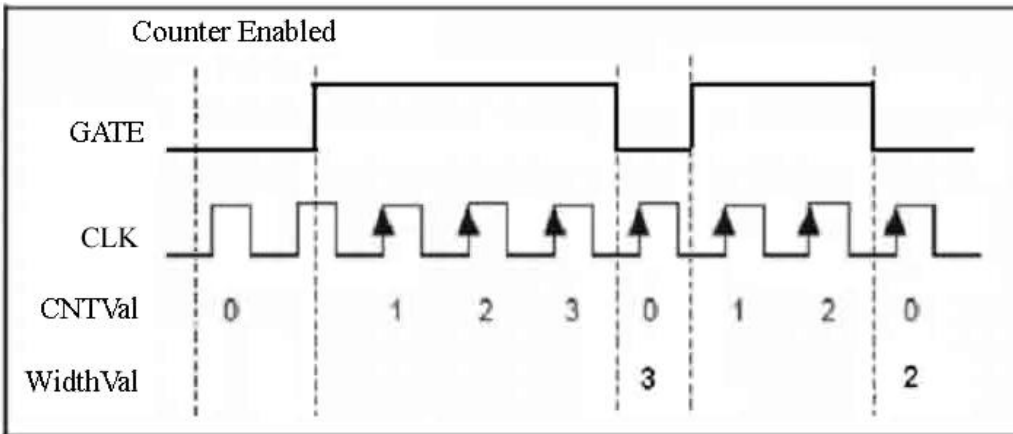 Counter Enabled
GATE
CLK
CNTVal 0 1 2 3 0 1 2 0
WidthVal 3 2